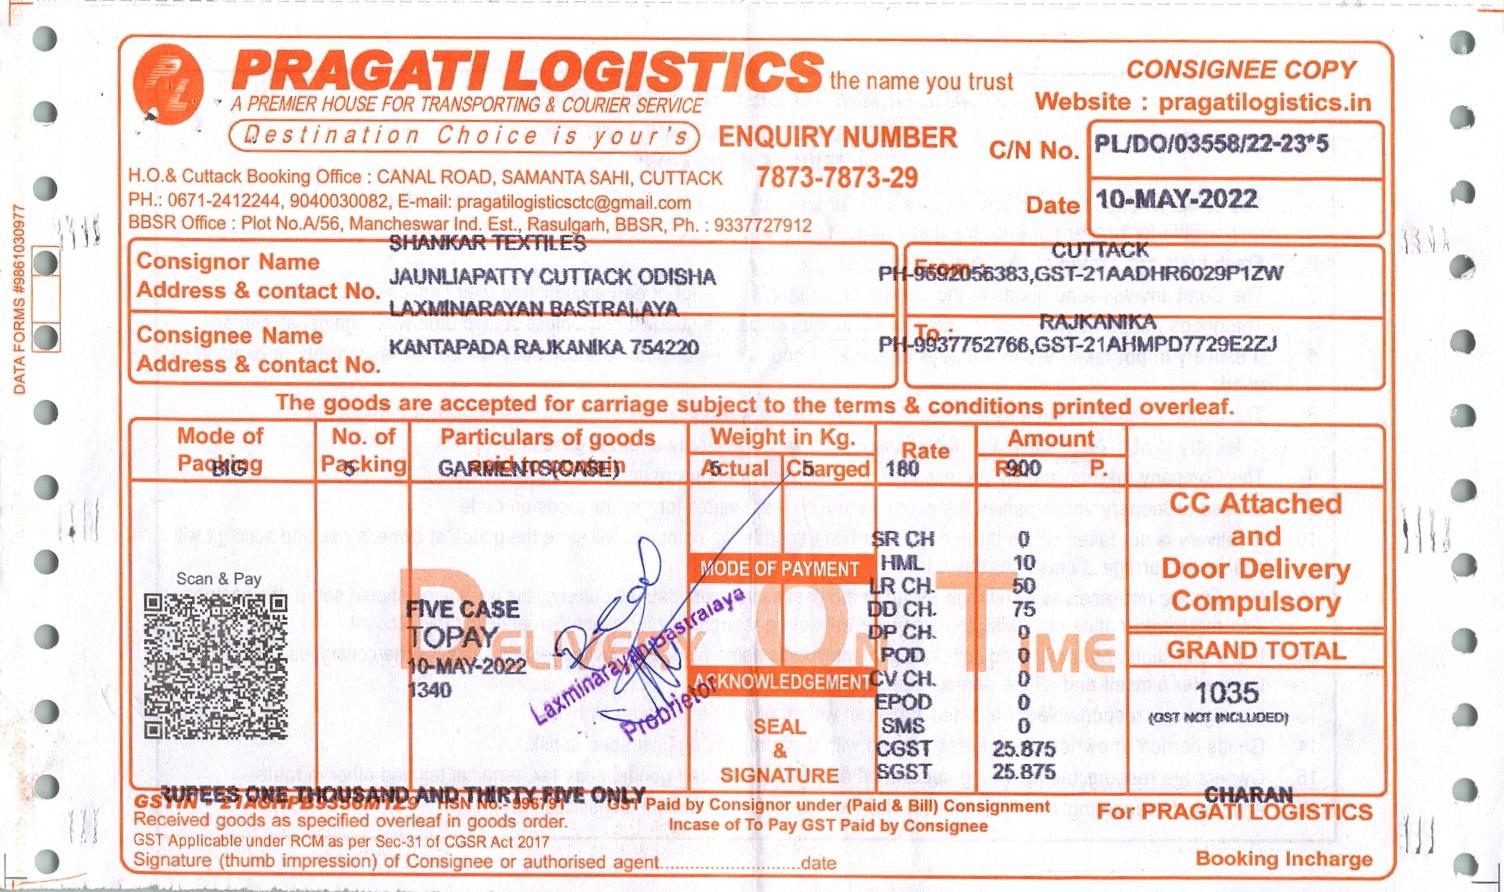 PRAGATI LOGISTICS the name you trust
CONSIGNEE COPY
A PREMIER HOUSE FOR TRANSPORTING & COURIER SERVICE
Website : pragatilogistics.in
Destination Choice is your's
ENQUIRY NUMBER
7873-7873-29
C/N No. PL/DO/03558/22-23*5
Date 10-MAY-2022
H.O.& Cuttack Booking Office : CANAL ROAD, SAMANTA SAHI, CUTTACK
PH.: 0671-2412244, 9040030082, E-mail: pragatilogisticsctc@gmail.com
BBSR Office : Plot No.A/56, Mancheswar Ind. Est., Rasulgarh, BBSR, Ph. : 9337727912
DATA FORMS #9861030977
SHANKAR TEXTILES
Consignor Name
Address & contact No. JAUNLIAPATTY CUTTACK ODISHA
From CUTTACK
PH-9692056383,GST-21AADHR6029P1ZW
LAXMINARAYAN BASTRALAYA
Consignee Name KANTAPADA RAJKANIKA 754220
Address & contact No.
To RAJKANIKA
PH-9937752766,GST-21AHMPD7729E2ZJ
The goods are accepted for carriage subject to the terms & conditions printed overleaf.
Mode of Packing No. of Packing Particulars of goods Weight in Kg. Rate Amount
Actual Charged P.
BIG 5 GARMENTS(CASE) 5 5 180 900
CC Attached
and
Door Delivery
Compulsory
GRAND TOTAL
1035
(GST NOT INCLUDED)
SR CH 0
HML 10
LR CH. 50
DD CH. 75
DP CH. 0
POD 0
CV CH. 0
EPOD 0
SMS 0
CGST 25.875
SGST 25.875
MODE OF PAYMENT
ACKNOWLEDGEMENT
SEAL
&
SIGNATURE
DELIVERY ON TIME
Scan & Pay
FIVE CASE
TOPAY
10-MAY-2022
1340
Laxminarayan Bastralaya
Proprietor
RUPEES ONE THOUSAND AND THIRTY FIVE ONLY
GSTIN HSN No.-996791 GST Paid by Consignor under (Paid & Bill) Consignment
Incase of To Pay GST Paid by Consignee
Received goods as specified overleaf in goods order.
GST Applicable under RCM as per Sec-31 of CGSR Act 2017
Signature (thumb impression) of Consignee or authorised agent........................date
CHARAN
For PRAGATI LOGISTICS
Booking Incharge